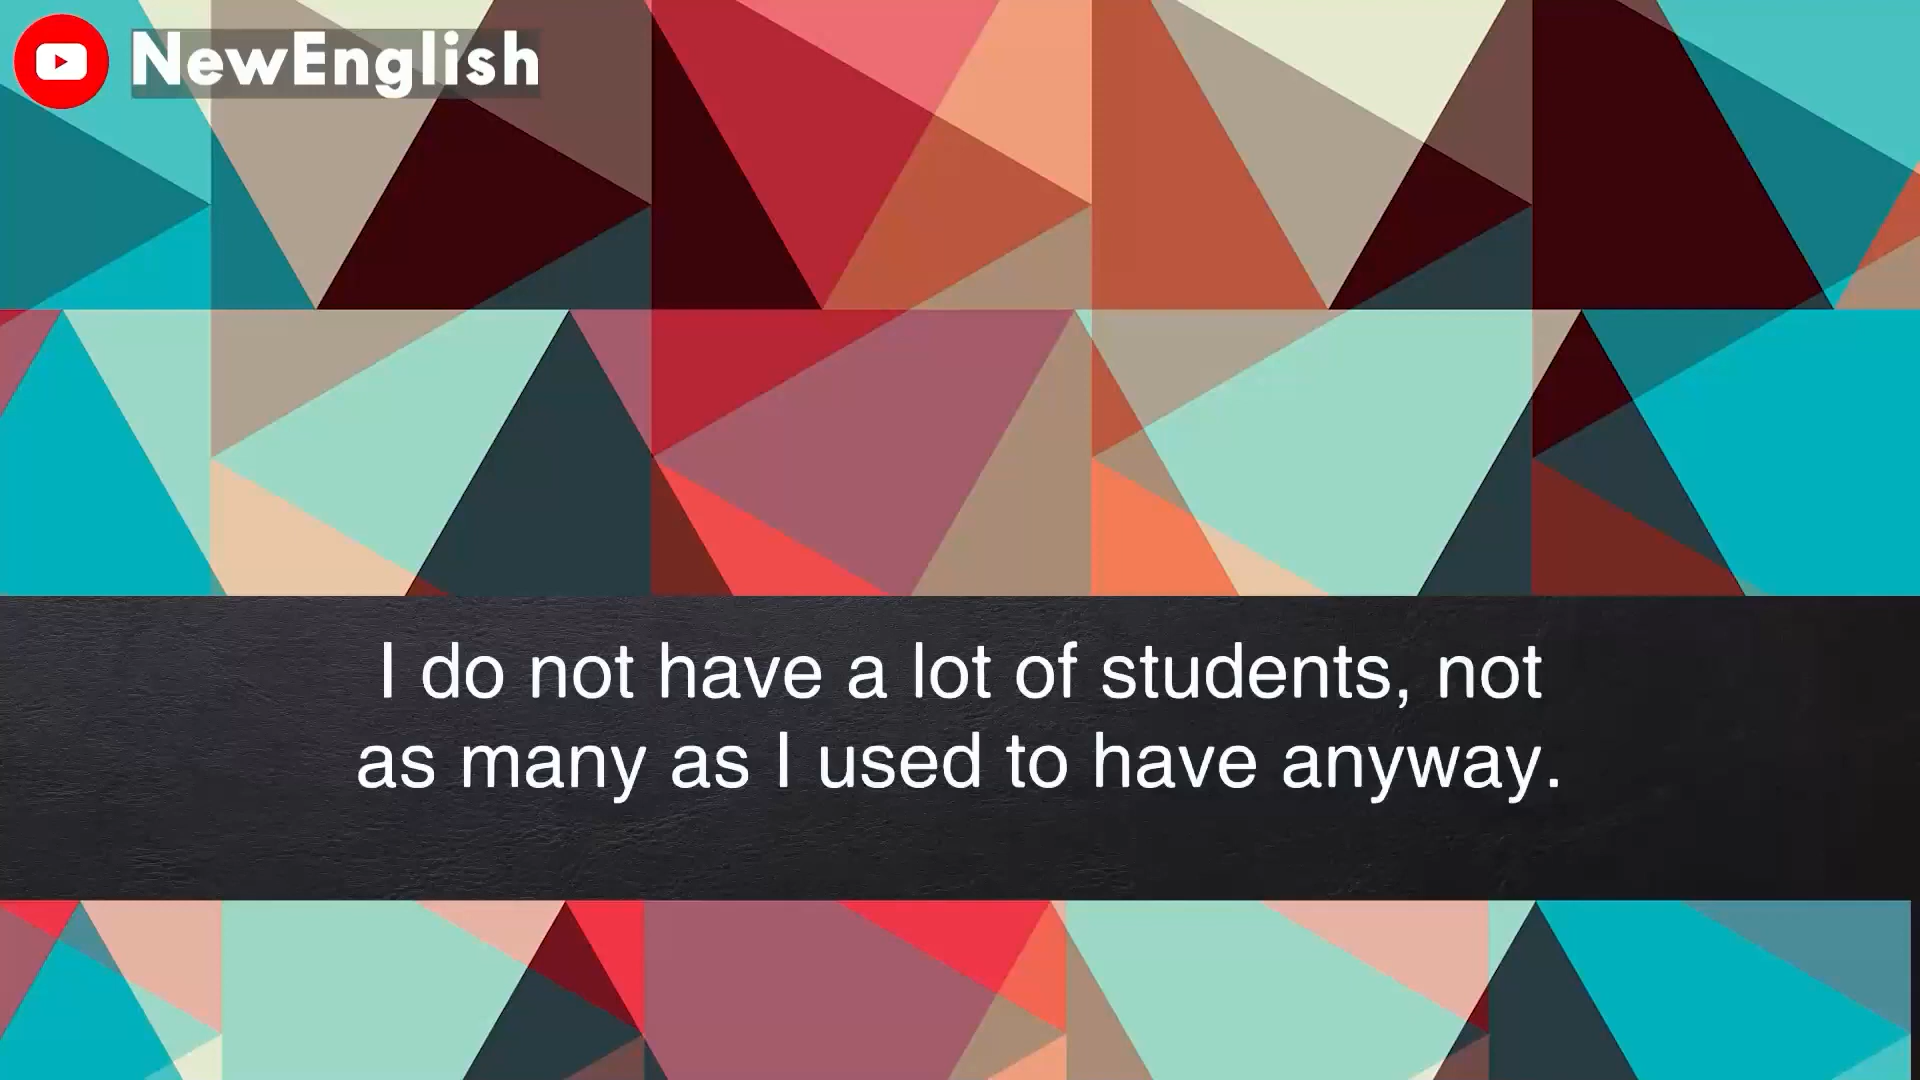 NewEnglish
I do not have a lot of students, not
as many as I used to have anyway.